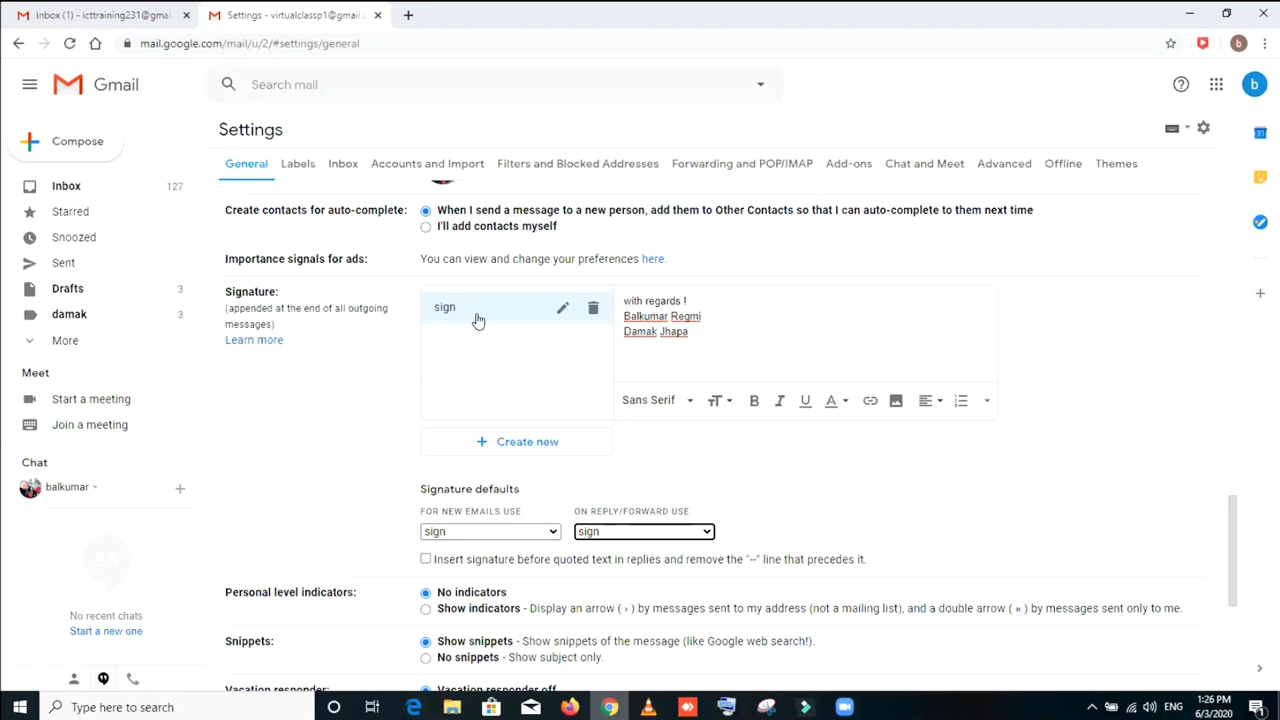 Inbox (1) - icttraining231@gmai
Settings - virtualclassp1@gmail.
mail.google.com/mail/u/2/#settings/general
b
Gmail
Search mail
b
Compose
Settings
31
General Labels Inbox Accounts and Import Filters and Blocked Addresses Forwarding and POP/IMAP Add-ons Chat and Meet Advanced Offline Themes
Inbox 127
Starred
Snoozed
Sent
Drafts 3
damak 3
More
Meet
Start a meeting
Join a meeting
Chat
balkumar
No recent chats
Start a new one
Create contacts for auto-complete:
When I send a message to a new person, add them to Other Contacts so that I can auto-complete to them next time
I'll add contacts myself
Importance signals for ads:
You can view and change your preferences here.
Signature:
(appended at the end of all outgoing
messages)
Learn more
sign
with regards !
Balkumar Regmi
Damak Jhapa
Sans Serif
Create new
Signature defaults
FOR NEW EMAILS USE ON REPLY/FORWARD USE
sign sign
Insert signature before quoted text in replies and remove the "--" line that precedes it.
Personal level indicators:
No indicators
Show indicators - Display an arrow ( › ) by messages sent to my address (not a mailing list), and a double arrow ( » ) by messages sent only to me.
Snippets:
Show snippets - Show snippets of the message (like Google web search!).
No snippets - Show subject only.
Vacation responder:
Vacation responder off
Type here to search
ENG
1:26 PM
6/3/2020